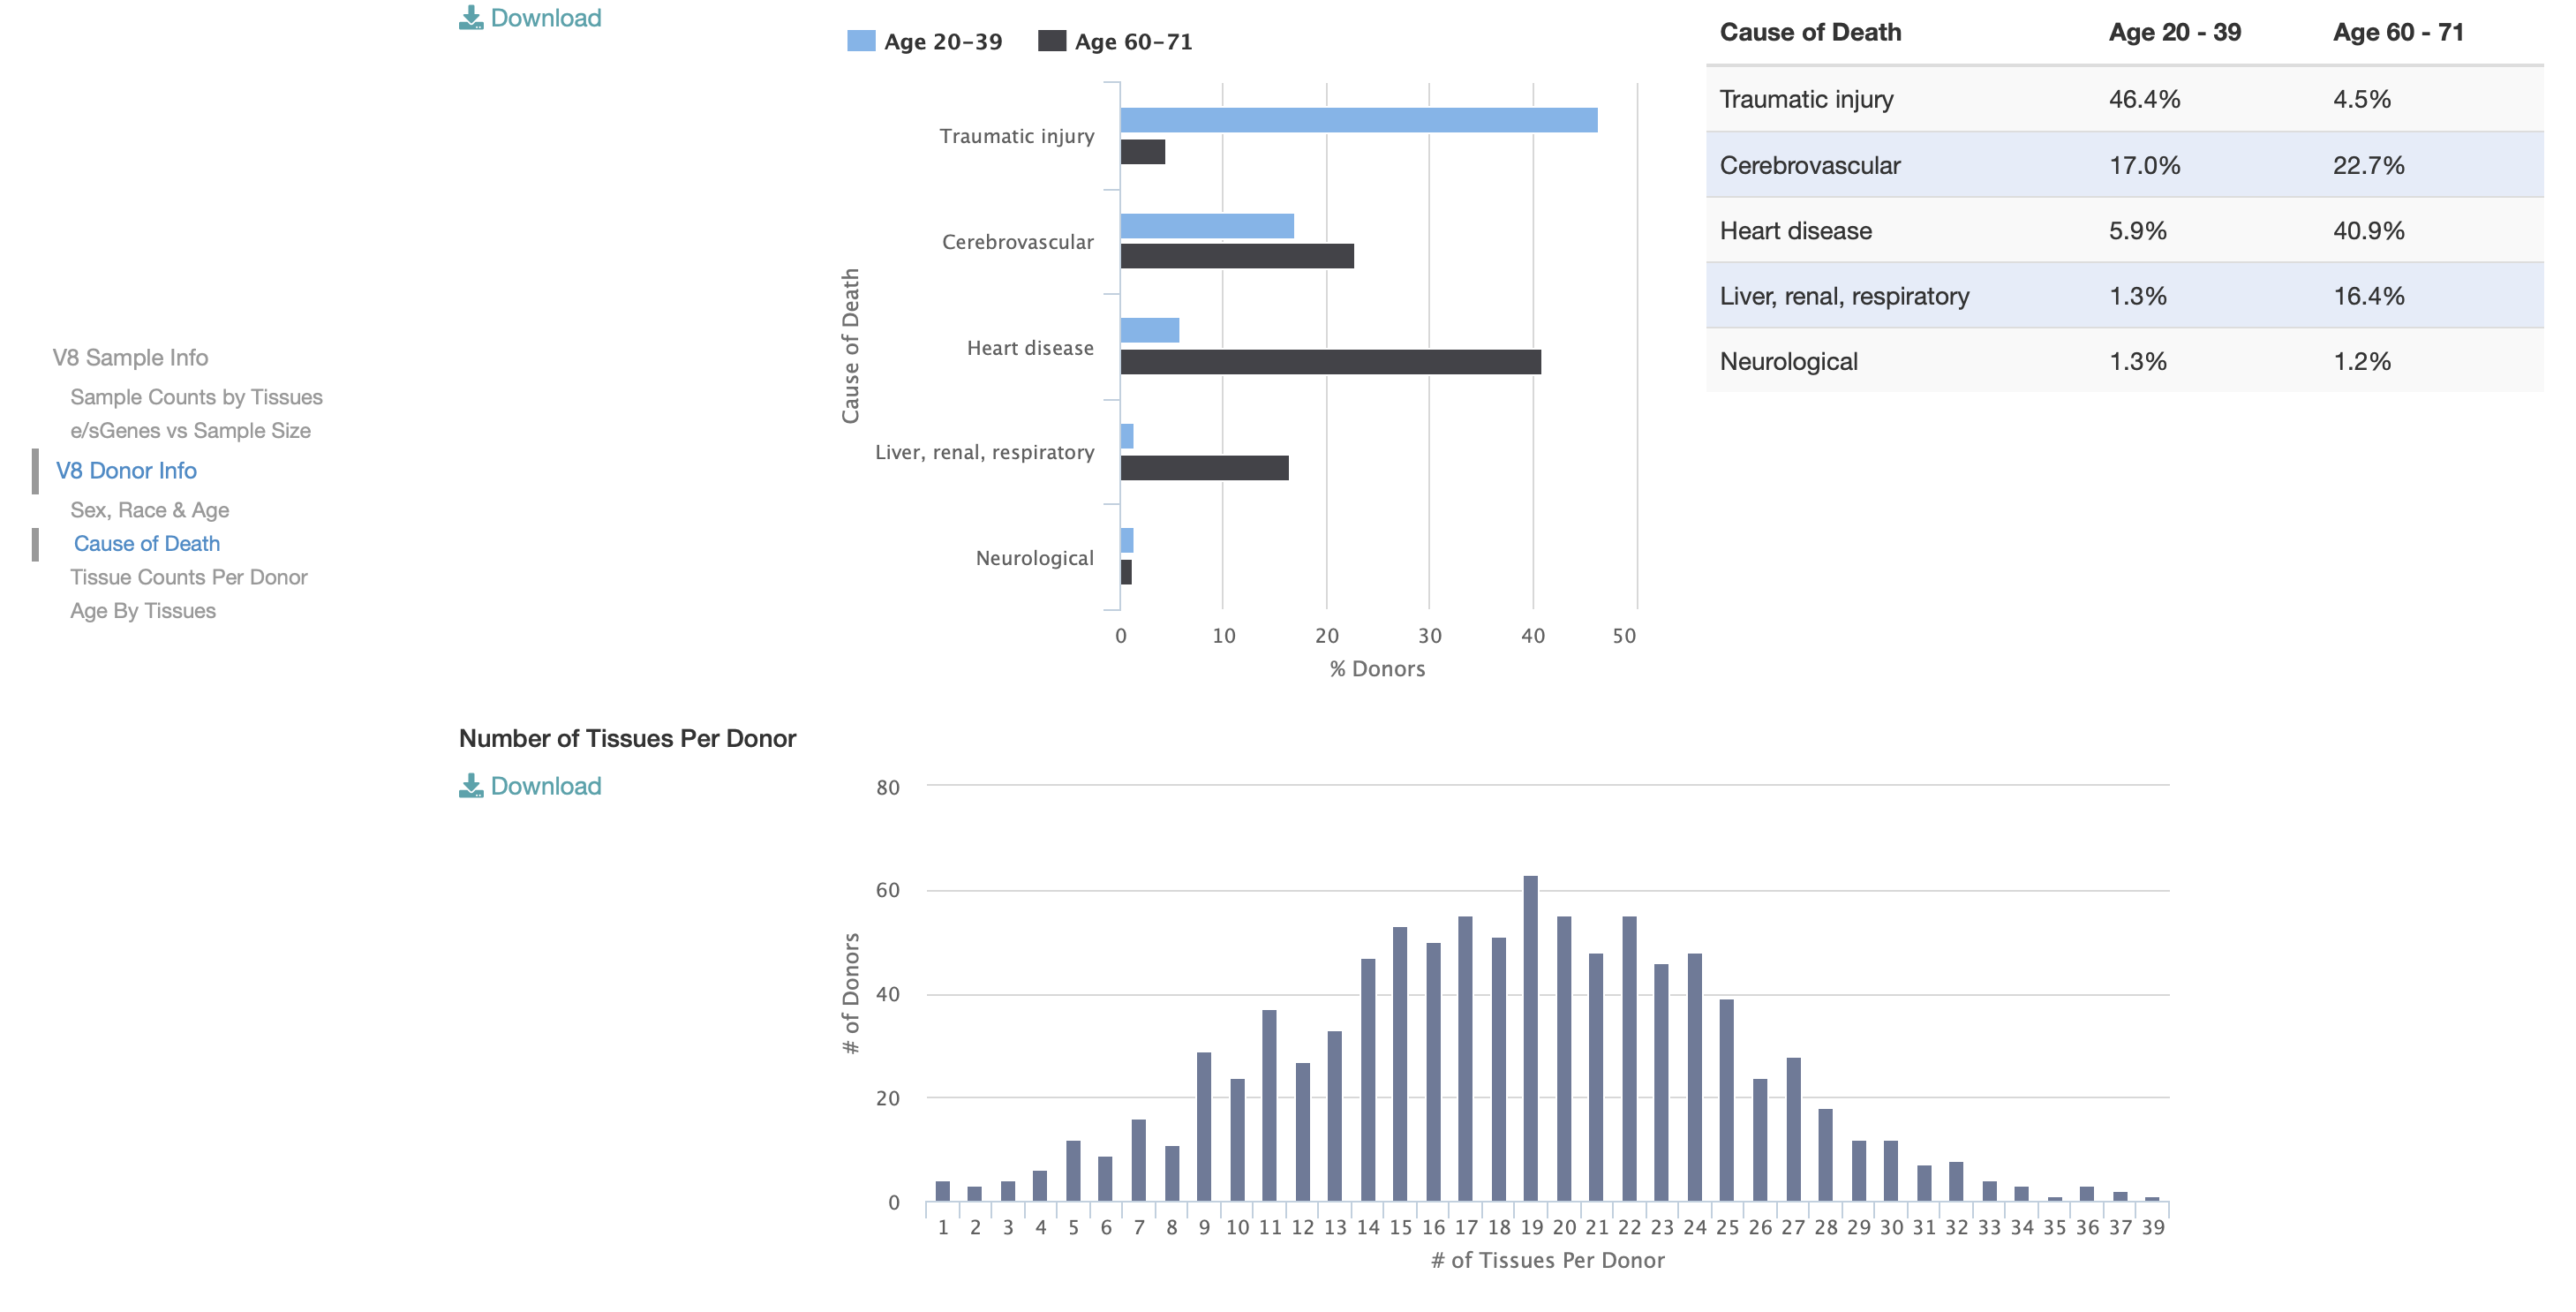 Download
V8 Sample Info
Sample Counts by Tissues
e/sGenes vs Sample Size
V8 Donor Info
Sex, Race & Age
Cause of Death
Tissue Counts Per Donor
Age By Tissues
Age 20-39 Age 60-71
Cause of Death
Traumatic injury
Cerebrovascular
Heart disease
Liver, renal, respiratory
Neurological
0 10 20 30 40 50
% Donors
Cause of Death Age 20 - 39 Age 60 - 71
Traumatic injury 46.4% 4.5%
Cerebrovascular 17.0% 22.7%
Heart disease 5.9% 40.9%
Liver, renal, respiratory 1.3% 16.4%
Neurological 1.3% 1.2%
Number of Tissues Per Donor
Download
# of Donors
80
60
40
20
0
1 2 3 4 5 6 7 8 9 10 11 12 13 14 15 16 17 18 19 20 21 22 23 24 25 26 27 28 29 30 31 32 33 34 35 36 37 39
# of Tissues Per Donor